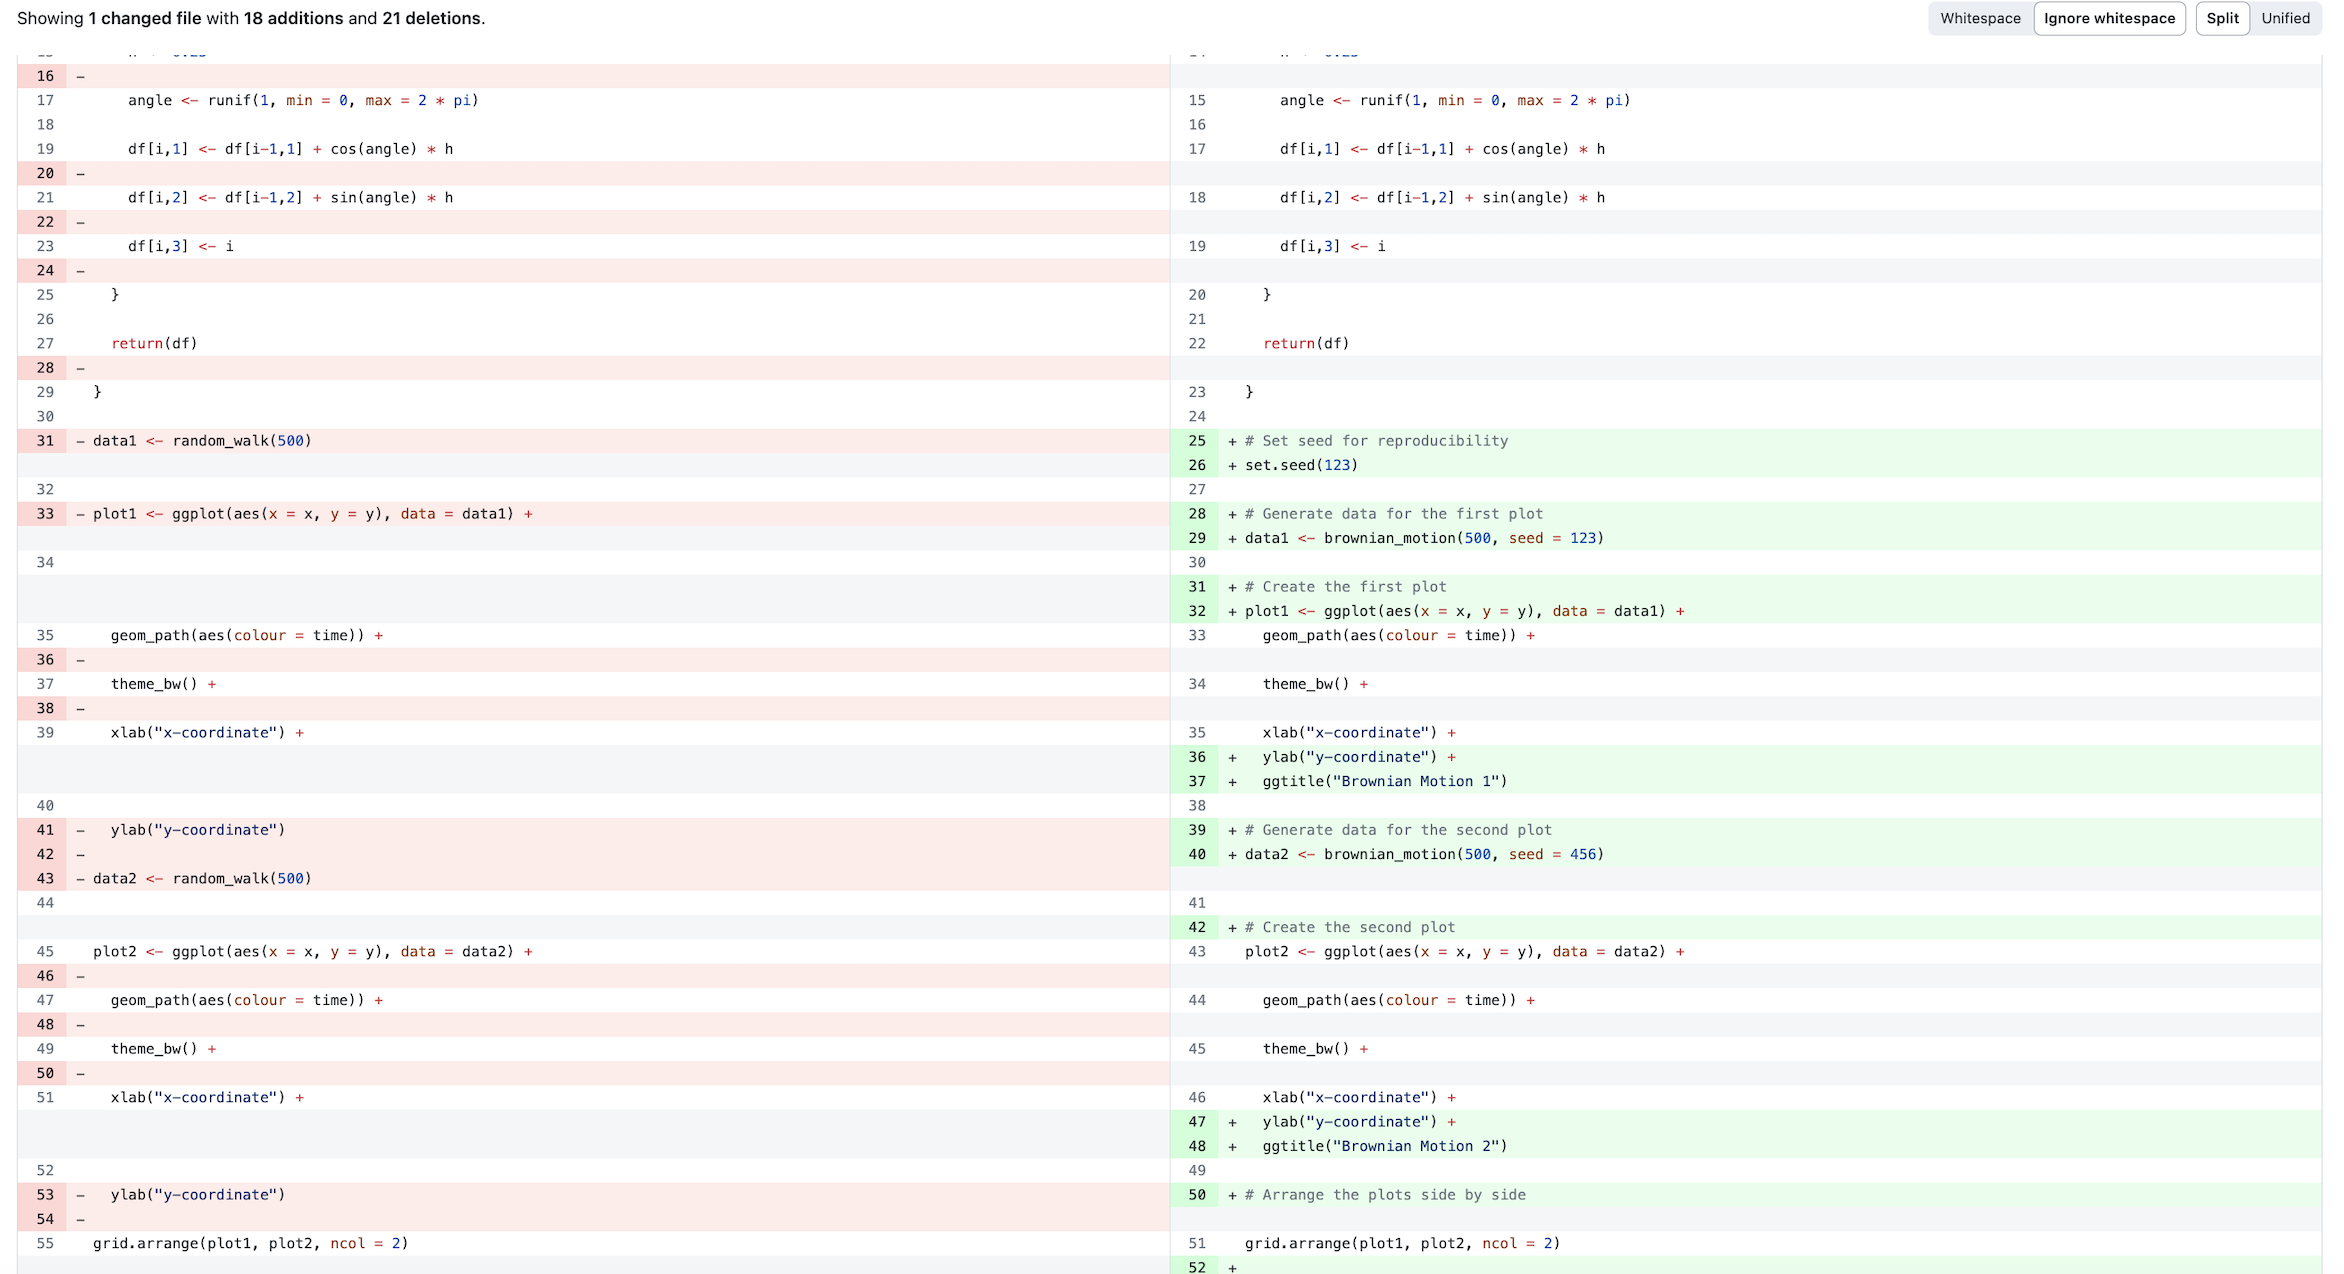 Showing 1 changed file with 18 additions and 21 deletions.
Whitespace Ignore whitespace Split Unified
16 -
17 angle <- runif(1, min = 0, max = 2 * pi)
18
19 df[i,1] <- df[i-1,1] + cos(angle) * h
20 -
21 df[i,2] <- df[i-1,2] + sin(angle) * h
22 -
23 df[i,3] <- i
24 -
25 }
26
27 return(df)
28 -
29 }
30
31 - data1 <- random_walk(500)
32
33 - plot1 <- ggplot(aes(x = x, y = y), data = data1) +
34
35 geom_path(aes(colour = time)) +
36 -
37 theme_bw() +
38 -
39 xlab("x-coordinate") +
40
41 - ylab("y-coordinate")
42 -
43 - data2 <- random_walk(500)
44
45 plot2 <- ggplot(aes(x = x, y = y), data = data2) +
46 -
47 geom_path(aes(colour = time)) +
48 -
49 theme_bw() +
50 -
51 xlab("x-coordinate") +
52
53 - ylab("y-coordinate")
54 -
55 grid.arrange(plot1, plot2, ncol = 2)
15 angle <- runif(1, min = 0, max = 2 * pi)
16
17 df[i,1] <- df[i-1,1] + cos(angle) * h
18 df[i,2] <- df[i-1,2] + sin(angle) * h
19 df[i,3] <- i
20 }
21
22 return(df)
23 }
24
25 + # Set seed for reproducibility
26 + set.seed(123)
27
28 + # Generate data for the first plot
29 + data1 <- brownian_motion(500, seed = 123)
30
31 + # Create the first plot
32 + plot1 <- ggplot(aes(x = x, y = y), data = data1) +
33 geom_path(aes(colour = time)) +
34 theme_bw() +
35 xlab("x-coordinate") +
36 + ylab("y-coordinate") +
37 + ggtitle("Brownian Motion 1")
38
39 + # Generate data for the second plot
40 + data2 <- brownian_motion(500, seed = 456)
41
42 + # Create the second plot
43 plot2 <- ggplot(aes(x = x, y = y), data = data2) +
44 geom_path(aes(colour = time)) +
45 theme_bw() +
46 xlab("x-coordinate") +
47 + ylab("y-coordinate") +
48 + ggtitle("Brownian Motion 2")
49
50 + # Arrange the plots side by side
51 grid.arrange(plot1, plot2, ncol = 2)
52 +